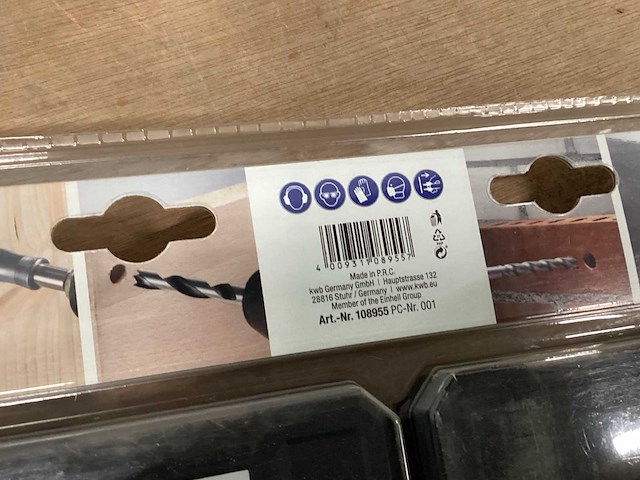 4 009311 089557
Made in P.R.C.
kwb Germany GmbH | Hauptstrasse 132
28816 Stuhr / Germany | www.kwb.eu
Member of the Einhell Group
Art.-Nr. 108955 PC-Nr. 001